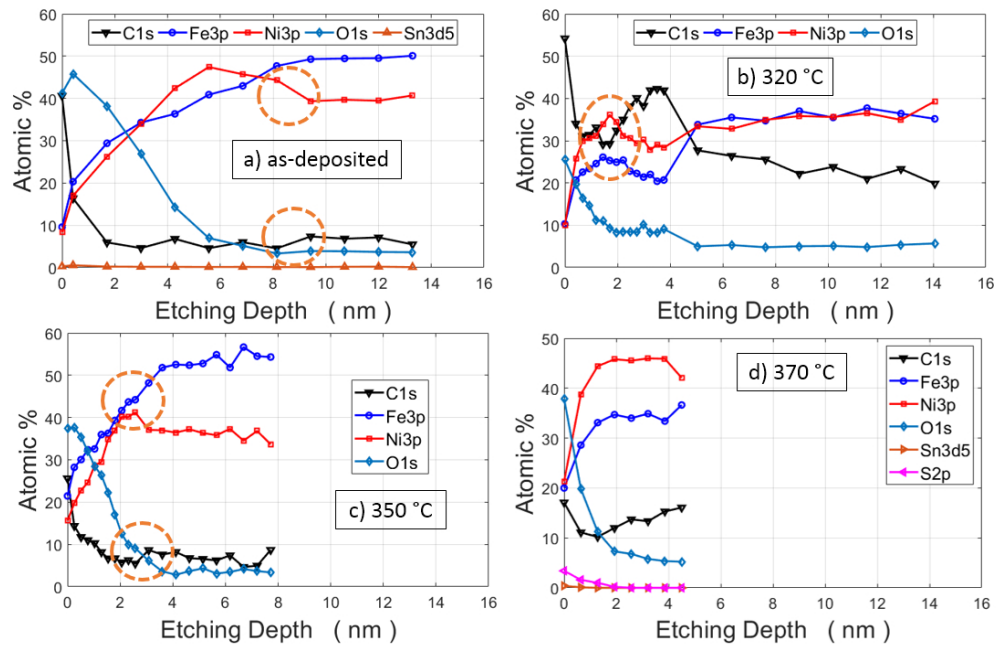 C1s Fe3p Ni3p O1s Sn3d5
60
50
40
30
20
10
0
Atomic %
a) as-deposited
0 2 4 6 8 10 12 14 16
Etching Depth ( nm )
C1s Fe3p Ni3p O1s
60
50
40
30
20
10
0
Atomic %
b) 320 °C
0 2 4 6 8 10 12 14 16
Etching Depth ( nm )
60
50
40
30
20
10
0
Atomic %
C1s
Fe3p
Ni3p
O1s
c) 350 °C
0 2 4 6 8 10 12 14 16
Etching Depth ( nm )
60
50
40
30
20
10
0
Atomic %
d) 370 °C
C1s
Fe3p
Ni3p
O1s
Sn3d5
S2p
0 2 4 6 8 10 12 14 16
Etching Depth ( nm )